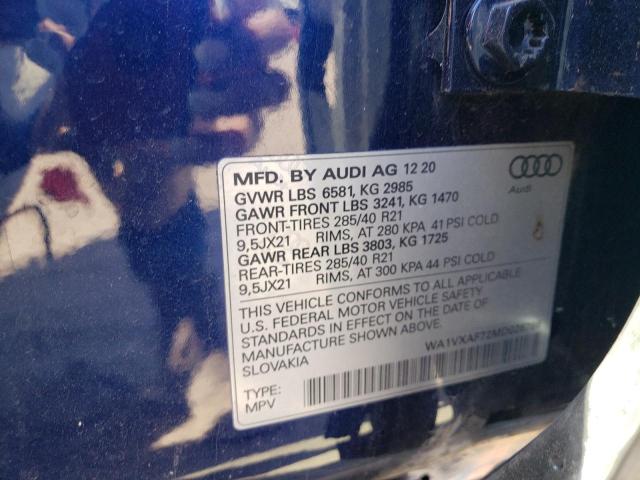 MFD. BY AUDI AG 12 20
GVWR LBS 6581, KG 2985
GAWR FRONT LBS 3241, KG 1470
FRONT-TIRES 285/40 R21
9,5JX21 RIMS, AT 280 KPA 41 PSI COLD
GAWR REAR LBS 3803, KG 1725
REAR-TIRES 285/40 R21
9,5JX21 RIMS, AT 300 KPA 44 PSI COLD
Audi
THIS VEHICLE CONFORMS TO ALL APPLICABLE
U.S. FEDERAL MOTOR VEHICLE SAFETY
STANDARDS IN EFFECT ON THE DATE
OF MANUFACTURE SHOWN ABOVE.
SLOVAKIA
TYPE:
MPV